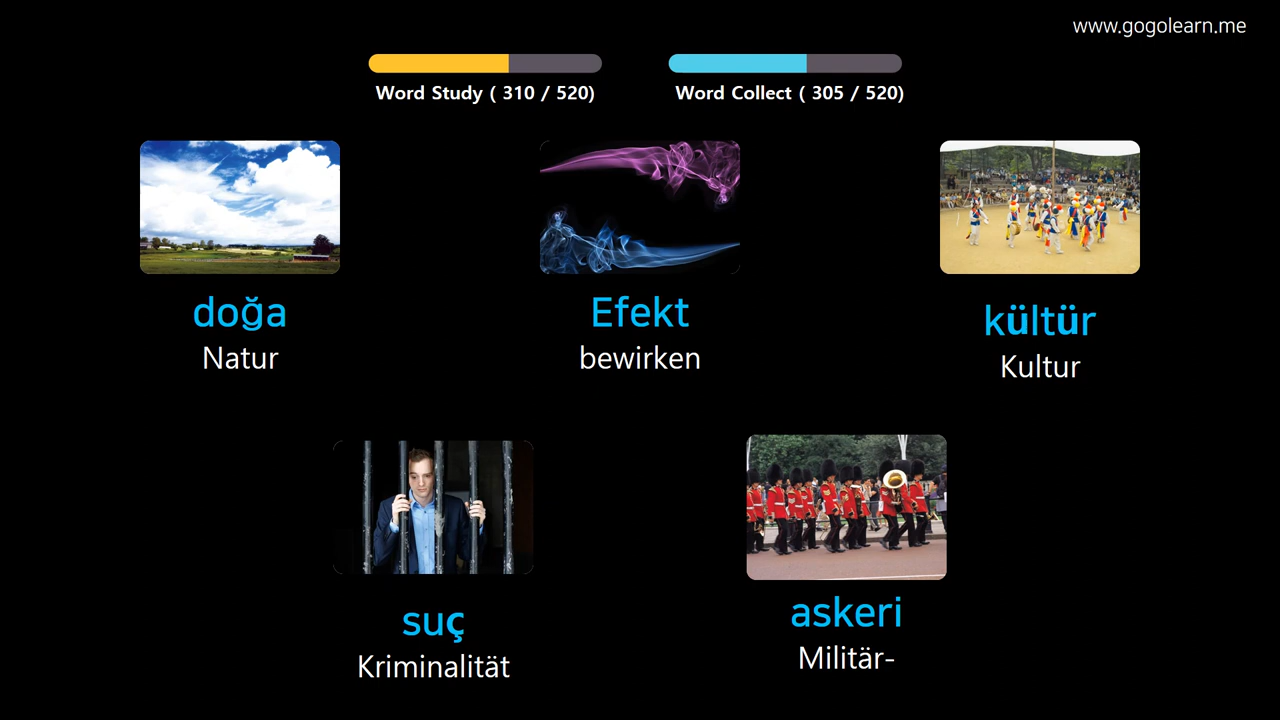 www.gogolearn.me
Word Study ( 310 / 520)
Word Collect ( 305 / 520)
doğa
Natur
Efekt
bewirken
kültür
Kultur
suç
Kriminalität
askeri
Militär-